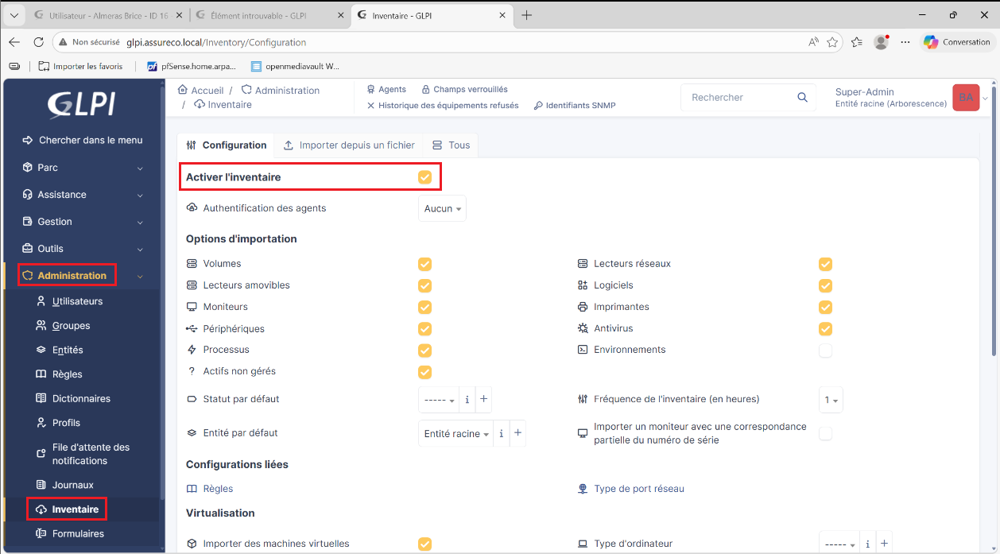 Utilisateur - Almeras Brice - ID 16
Élément introuvable - GLPI
Inventaire - GLPI
Non sécurisé glpi.assureco.local/Inventory/Configuration
Conversation
Importer les favoris
pfSense.home.arpa...
openmediavault W...
GLPI
Chercher dans le menu
Parc
Assistance
Gestion
Outils
Administration
Utilisateurs
Groupes
Entités
Règles
Dictionnaires
Profils
File d'attente des
notifications
Journaux
Inventaire
Formulaires
Accueil / Administration
/ Inventaire
Agents
Champs verrouillés
Historique des équipements refusés
Identifiants SNMP
Rechercher
Super-Admin
Entité racine (Arborescence)
BA
Configuration
Importer depuis un fichier
Tous
Activer l'inventaire
Authentification des agents
Aucun
Options d'importation
Volumes
Lecteurs réseaux
Lecteurs amovibles
Logiciels
Moniteurs
Imprimantes
Périphériques
Antivirus
Processus
Environnements
? Actifs non gérés
Statut par défaut
----- i +
Fréquence de l'inventaire (en heures)
1
Entité par défaut
Entité racine i +
Importer un moniteur avec une correspondance
partielle du numéro de série
Configurations liées
Règles
Type de port réseau
Virtualisation
Importer des machines virtuelles
Type d'ordinateur
----- i +